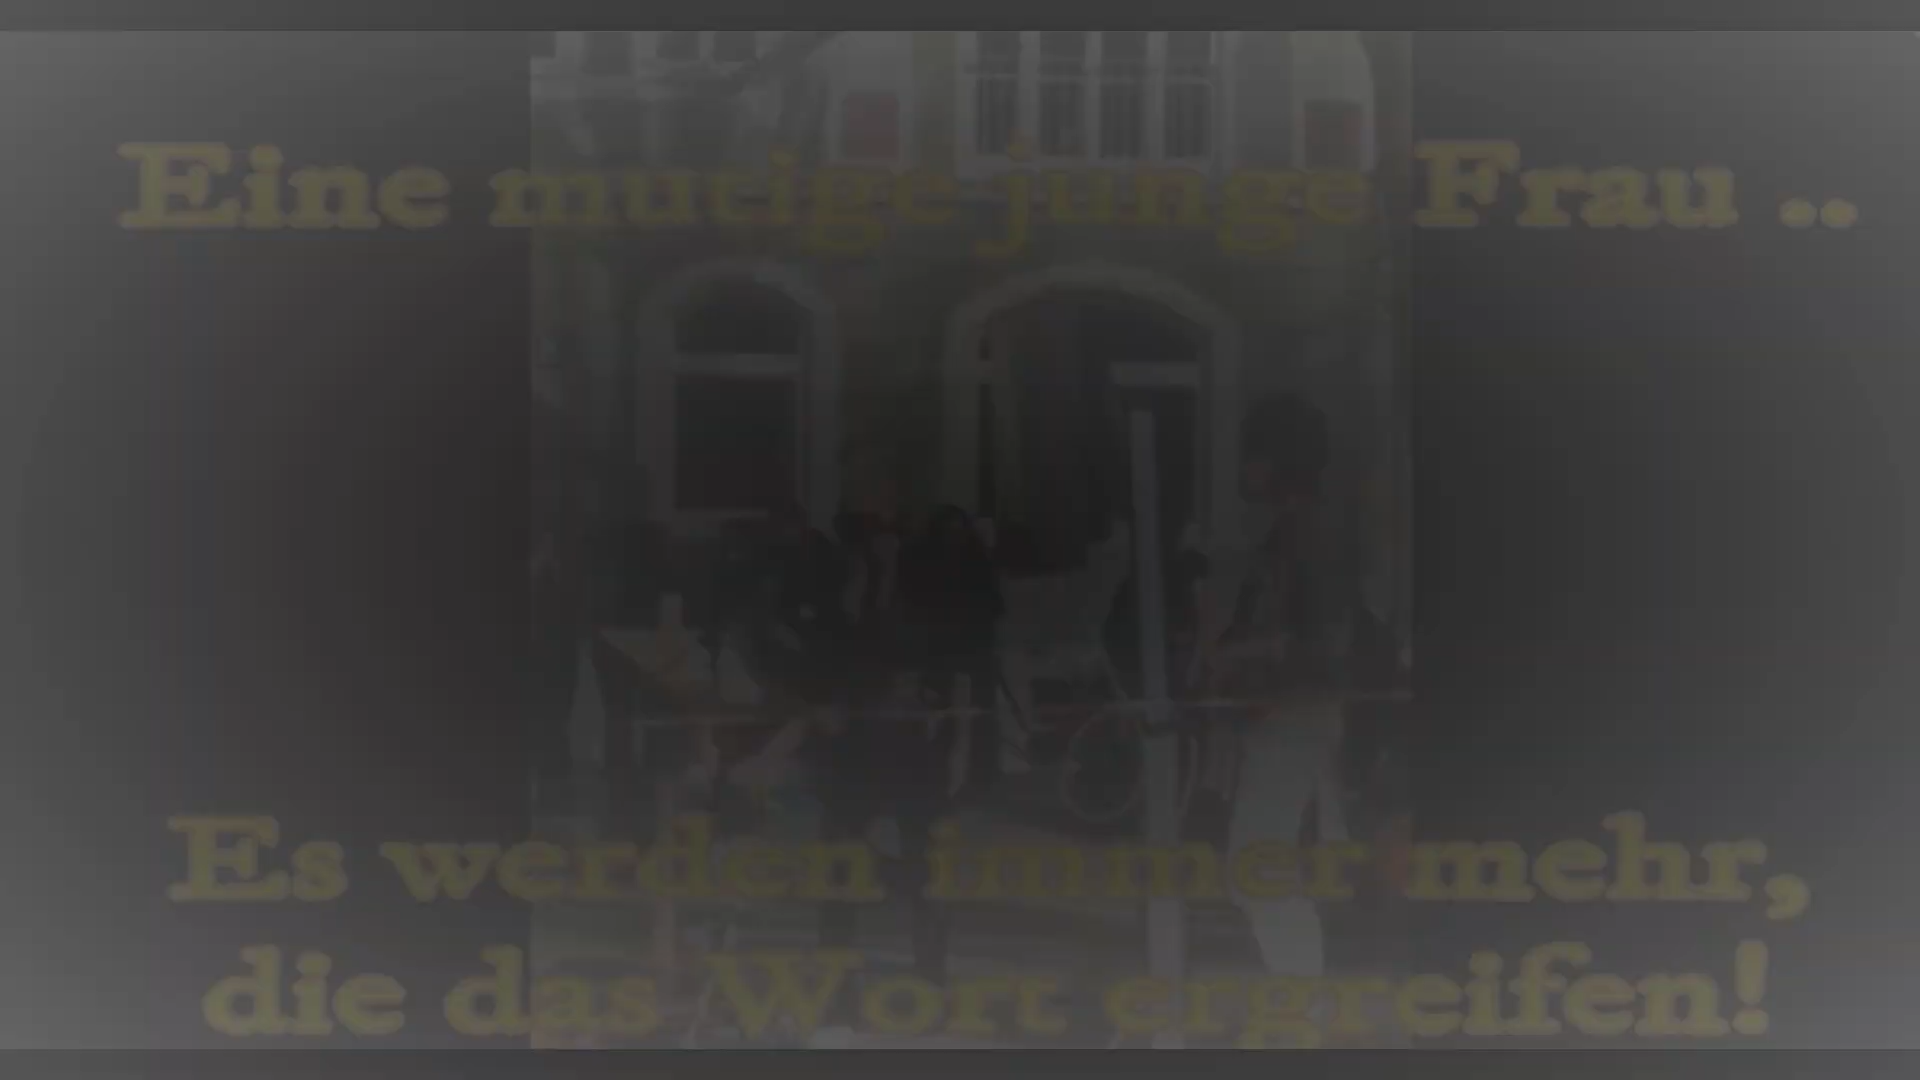 Eine mutige junge Frau ..
Es werden immer mehr,
die das Wort ergreifen!